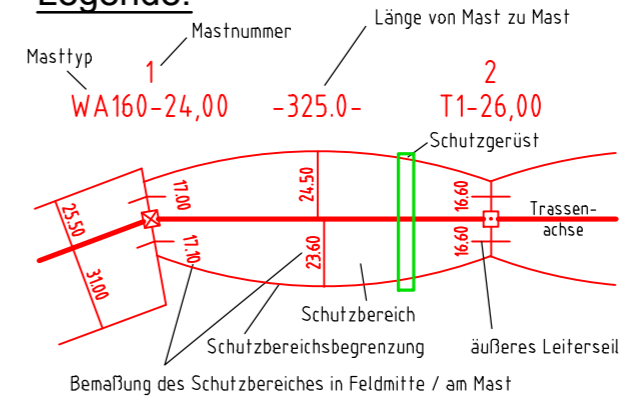 Legende:
Mastnummer
Länge von Mast zu Mast
Masttyp
1
2
WA160-24,00
-325.0-
T1-26,00
Schutzgerüst
17.00
24.50
16.60
25.50
Trassen-
achse
17.10
23.60
16.60
31.00
Schutzbereich
Schutzbereichsbegrenzung
äußeres Leiterseil
Bemaßung des Schutzbereiches in Feldmitte / am Mast